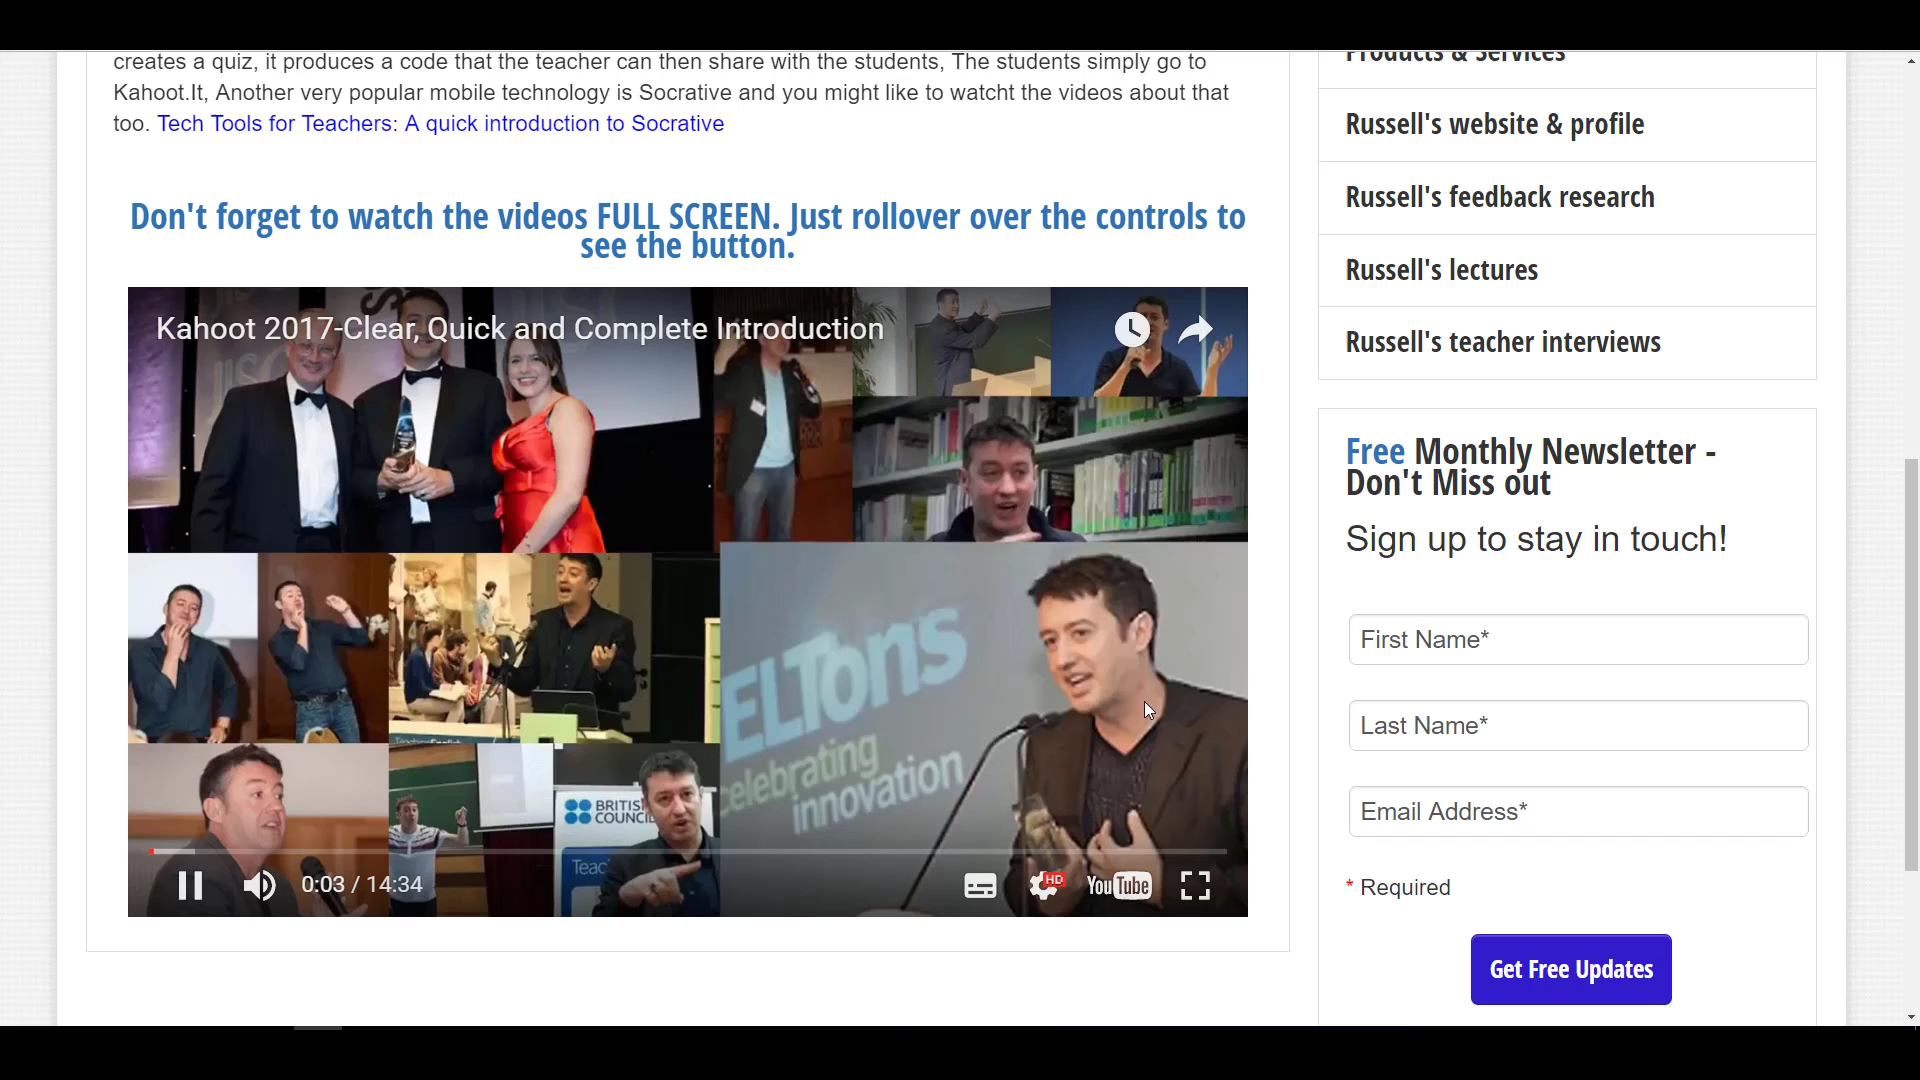 creates a quiz, it produces a code that the teacher can then share with the students, The students simply go to
Kahoot.It, Another very popular mobile technology is Socrative and you might like to watcht the videos about that
too. Tech Tools for Teachers: A quick introduction to Socrative
Don't forget to watch the videos FULL SCREEN. Just rollover over the controls to
see the button.
Kahoot 2017-Clear, Quick and Complete Introduction
ELTons
celebrating
innovation
BRITISH
COUNCIL
Teac
0:03 / 14:34
HD
YouTube
Products & Services
Russell's website & profile
Russell's feedback research
Russell's lectures
Russell's teacher interviews
Free Monthly Newsletter -
Don't Miss out
Sign up to stay in touch!
First Name*
Last Name*
Email Address*
* Required
Get Free Updates